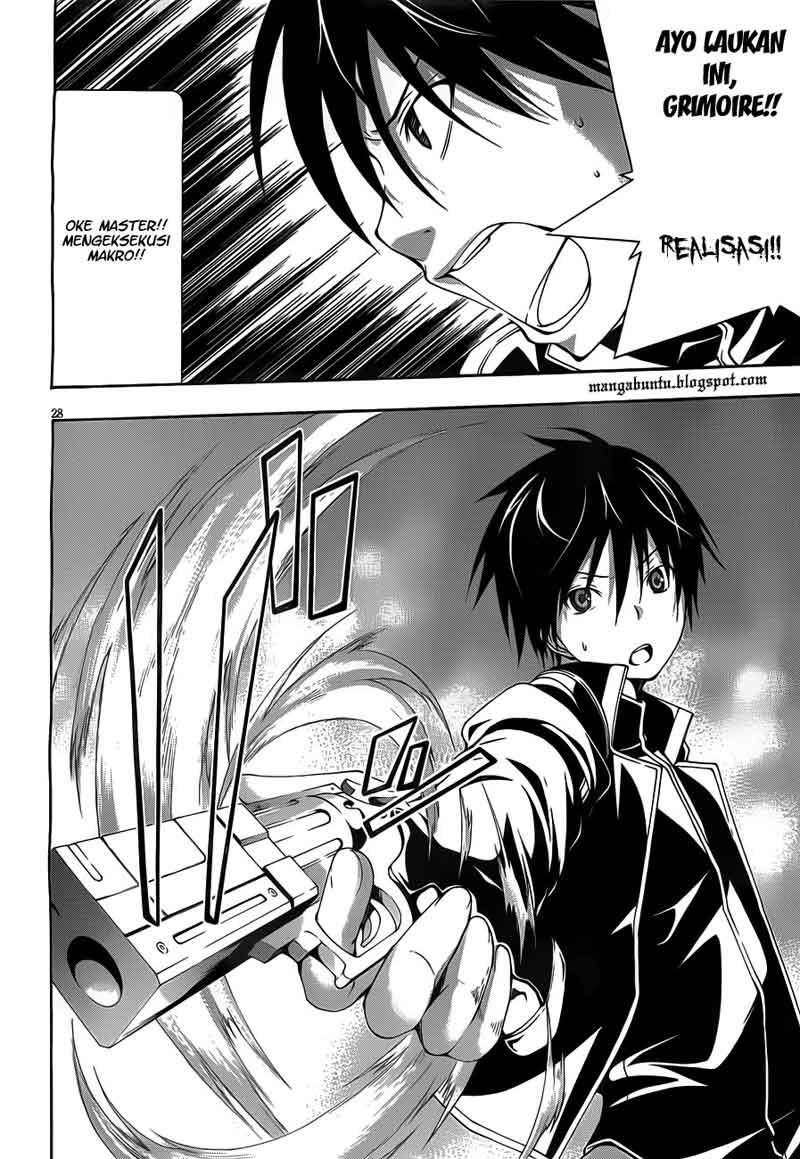 AYO LAUKAN
INI,
GRIMOIRE!!
REALISASI!!
OKE MASTER!!
MENGEKSEKUSI
MAKRO!!
mangabuntu.blogspot.com
28